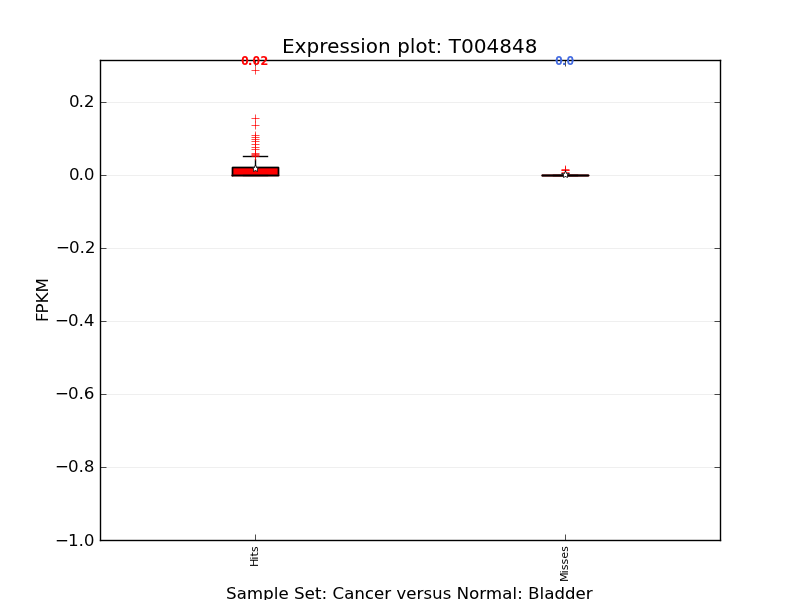 Expression plot: T004848
0.02
0.0
0.2
0.0
−0.2
−0.4
−0.6
−0.8
−1.0
FPKM
Hits
Misses
Sample Set: Cancer versus Normal: Bladder